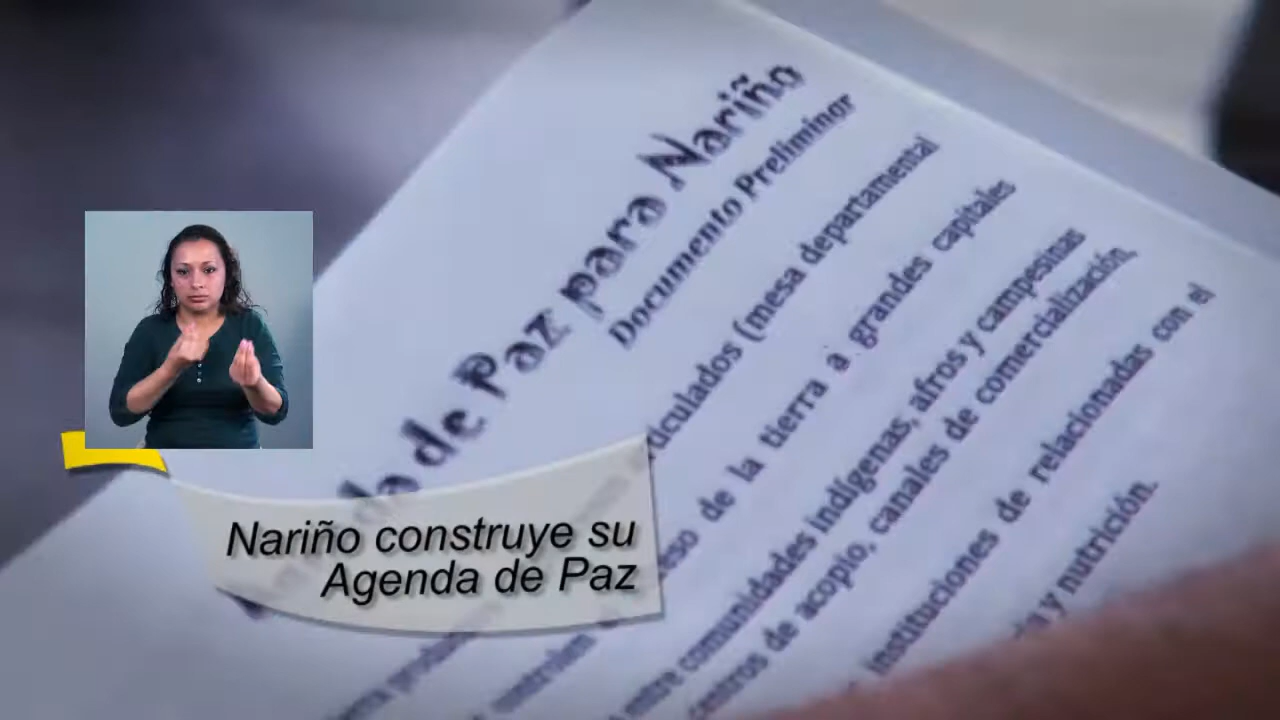 de Paz para Nariño
Documento Preliminar
(mesa departamental
de la tierra a grandes capitales
entre comunidades indígenas, afros y campesinas
centros de acopio, canales de comercialización,
instituciones de relacionadas con el
y nutrición.
Nariño construye su
Agenda de Paz